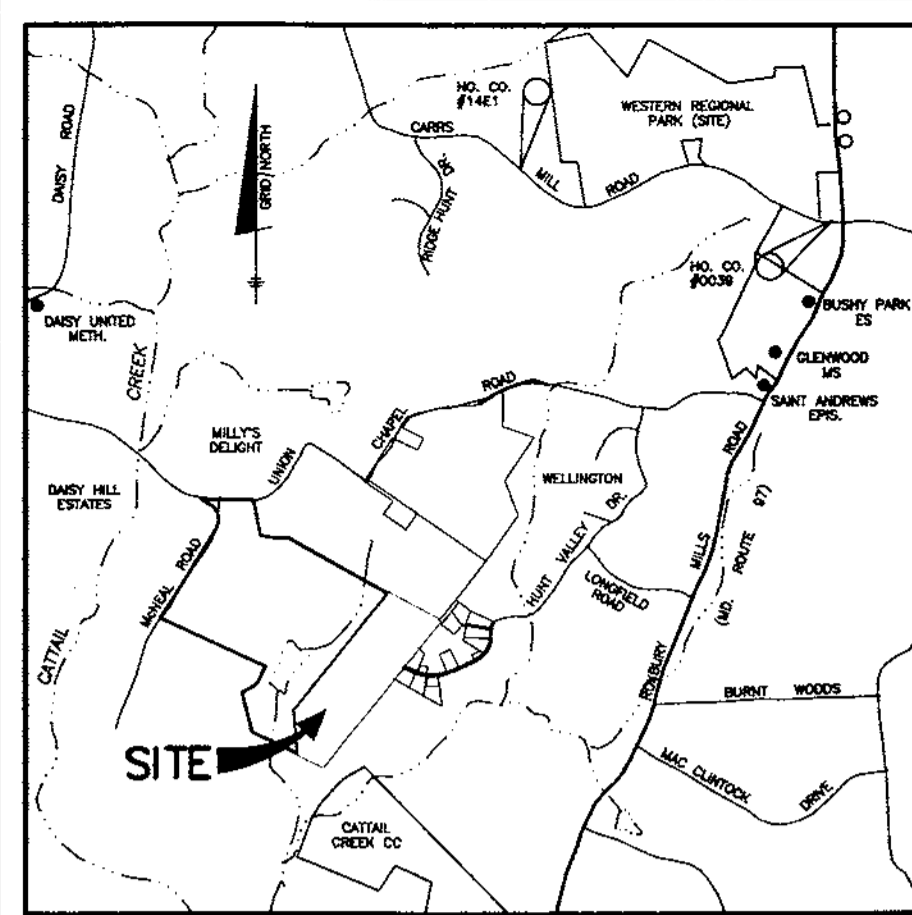 HO. CO.
#14E1
WESTERN REGIONAL
PARK (SITE)
DAISY ROAD
GRID NORTH
CARRS MILL ROAD
RIDGE HUNT DR.
HO. CO.
#0039
BUSHY PARK
ES
DAISY UNITED
METH.
GLENWOOD
MS
SAINT ANDREWS
EPIS.
CATTAIL CREEK
MILLY'S
DELIGHT
UNION CHAPEL ROAD
DAISY HILL
ESTATES
WELLINGTON
HUNT VALLEY DR.
LONGFIELD
ROAD
McNEAL ROAD
ROXBURY MILLS ROAD
(MD. ROUTE 97)
BURNT WOODS
SITE
MAC CLINTOCK DRIVE
CATTAIL
CREEK CC